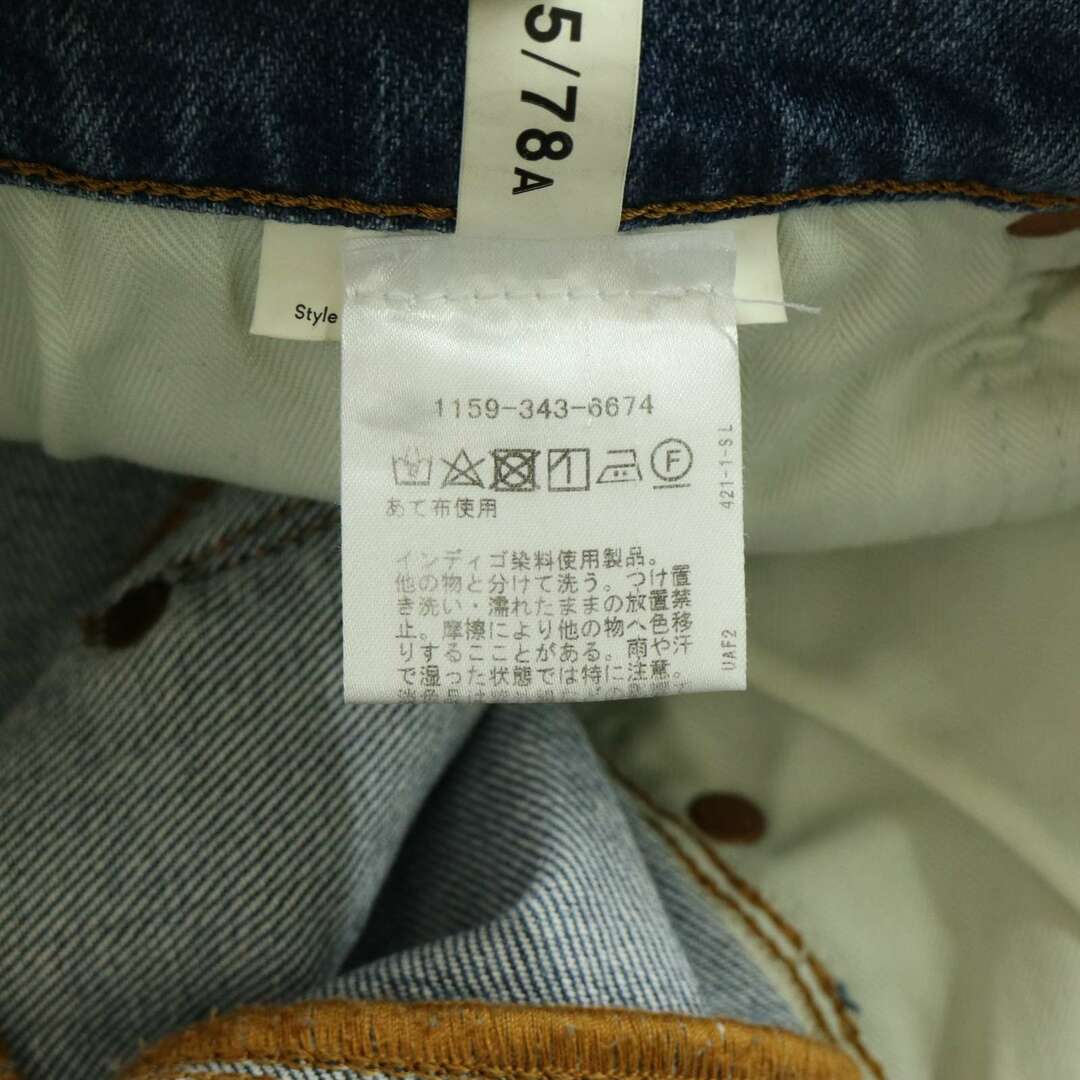 5/78A
Style
1159-343-6674
F
あて布使用
インディゴ染料使用製品。
他の物と分けて洗う。つけ置
き洗い・濡れたままの放置禁
止。摩擦により他の物へ色移
りすることがある。雨や汗
で湿った状態では特に注意。
421-1-SL
UAF2